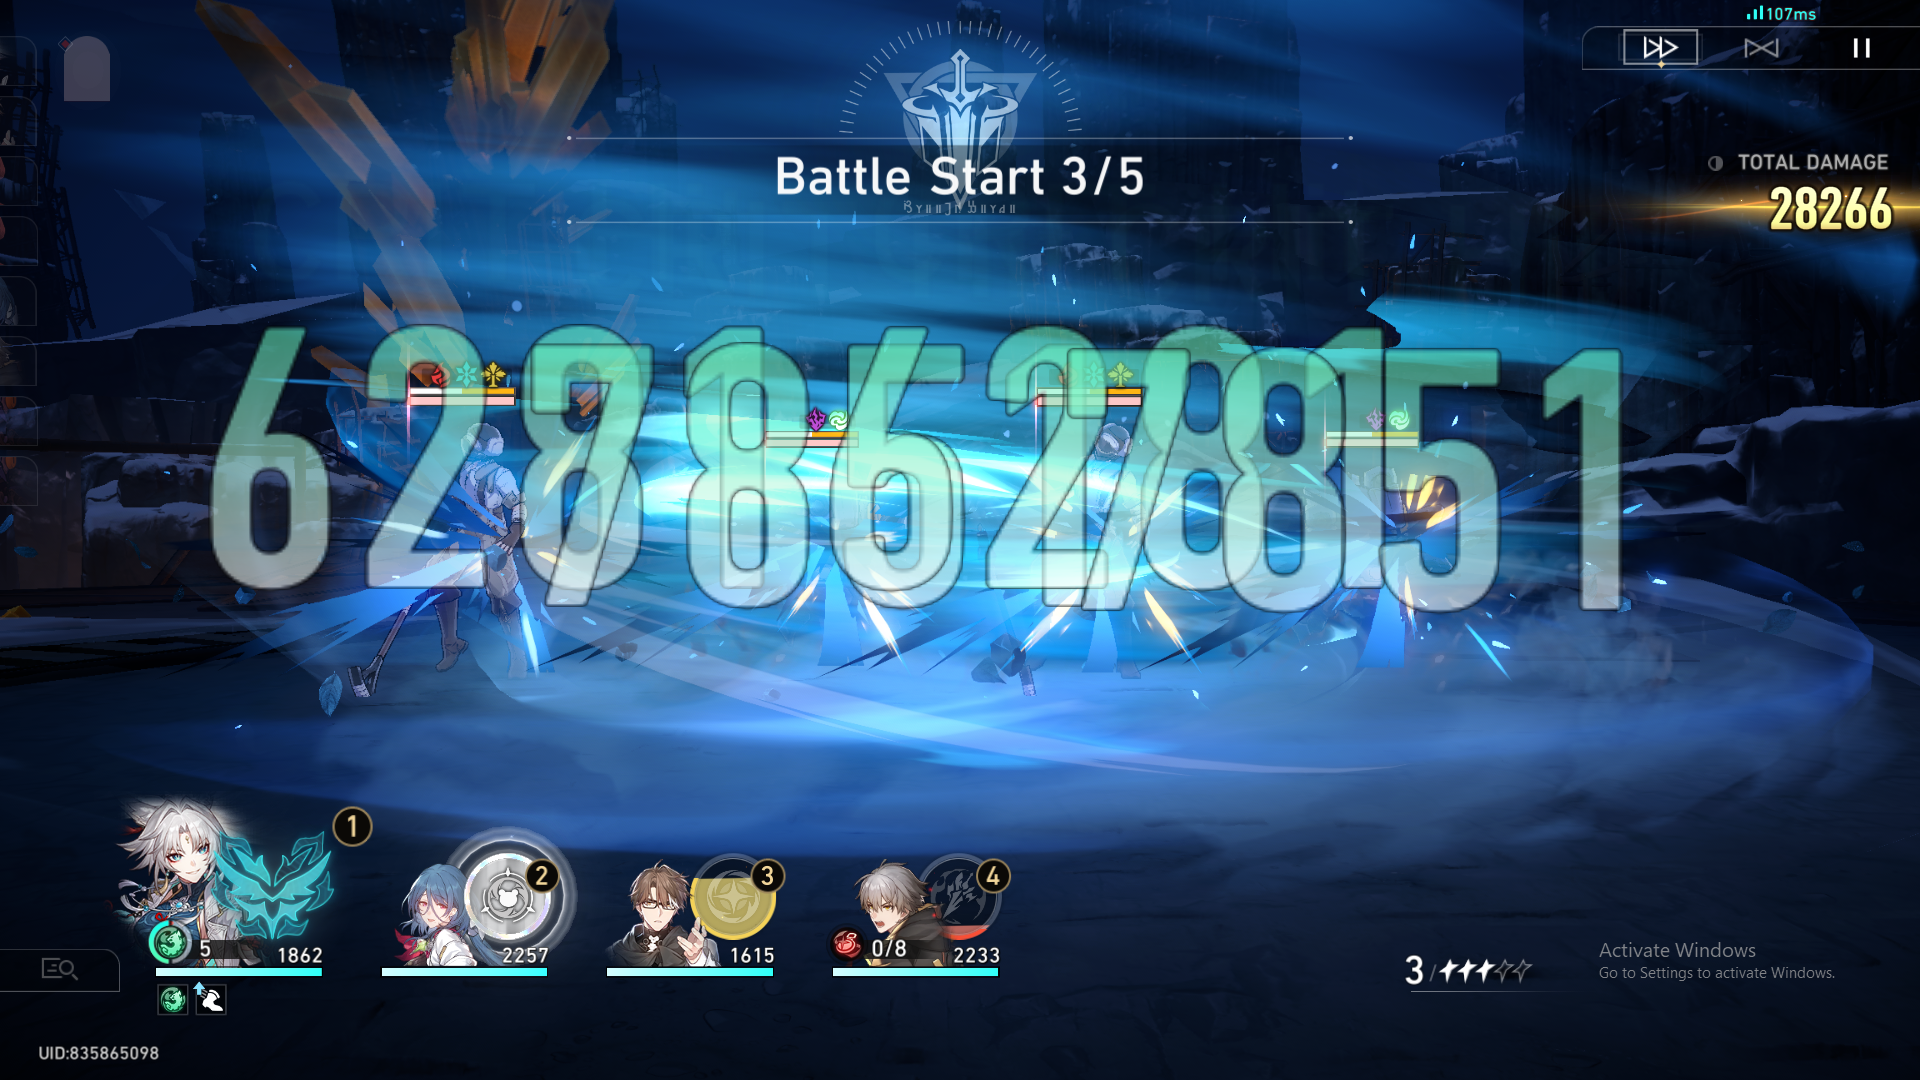 107ms
Battle Start 3/5
TOTAL DAMAGE
28266
1
2
3
4
5
1862
2257
1615
0/8
2233
3/
Activate Windows
Go to Settings to activate Windows.
UID:835865098